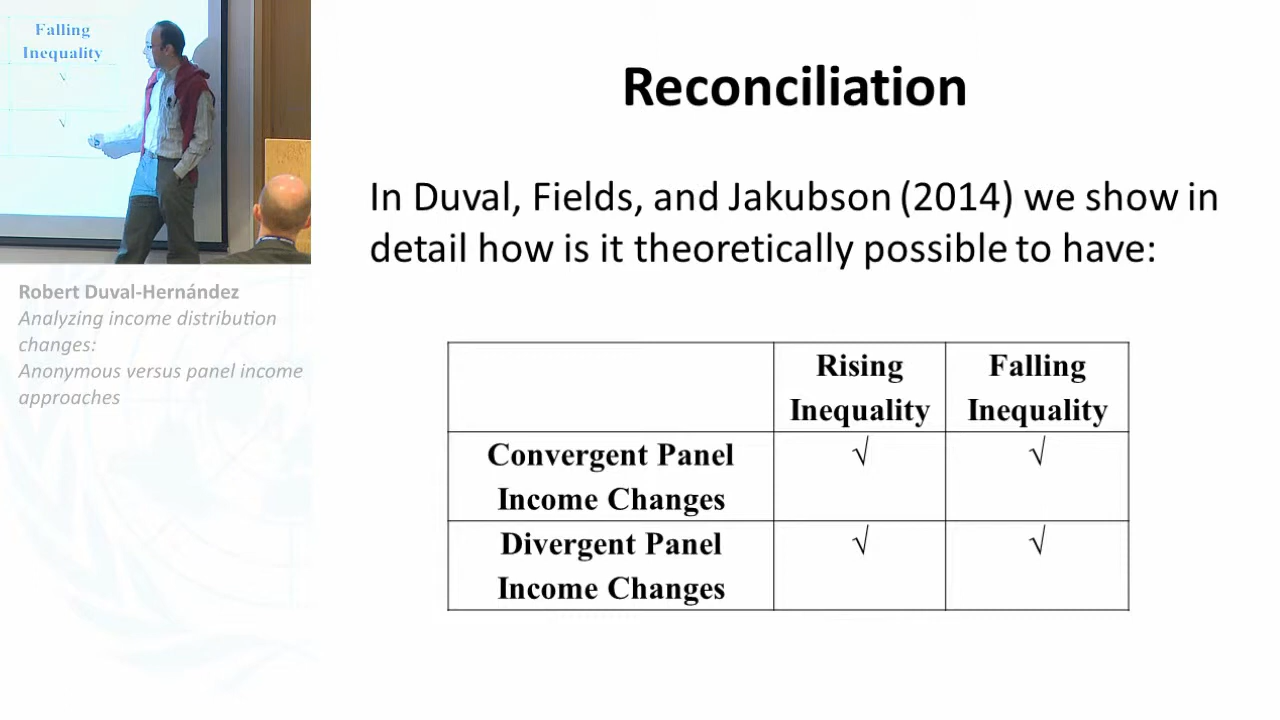 Falling
Inequality
√
√
Robert Duval-Hernández
Analyzing income distribution
changes:
Anonymous versus panel income
approaches
Reconciliation
In Duval, Fields, and Jakubson (2014) we show in
detail how is it theoretically possible to have:
Rising Inequality Falling Inequality
Convergent Panel Income Changes √ √
Divergent Panel Income Changes √ √